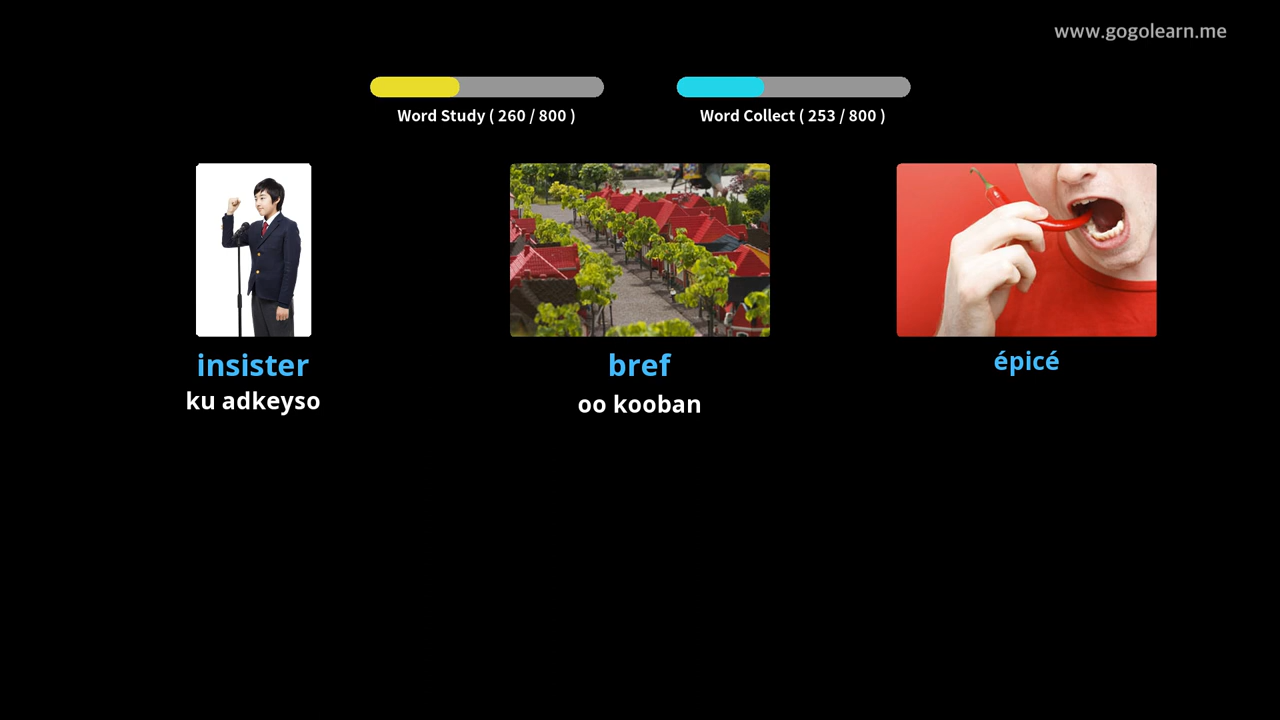 www.gogolearn.me
Word Study ( 260 / 800 )
Word Collect ( 253 / 800 )
insister
ku adkeyso
bref
oo kooban
épicé